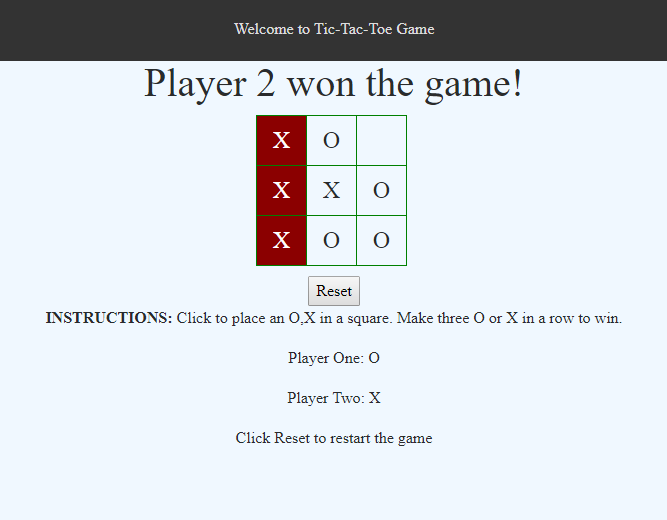 Welcome to Tic-Tac-Toe Game
Player 2 won the game!
X O
X X O
X O O
Reset
INSTRUCTIONS: Click to place an O,X in a square. Make three O or X in a row to win.
Player One: O
Player Two: X
Click Reset to restart the game